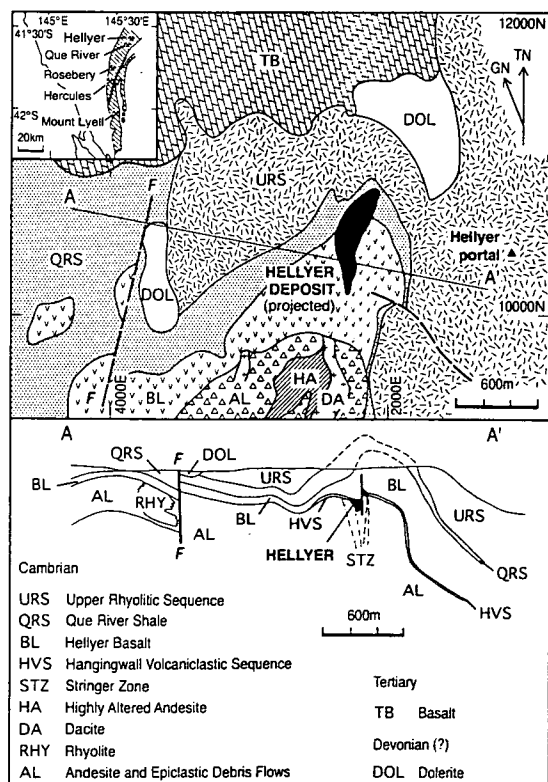 145°E 145°30'E
41°30'S
Hellyer
Que River
Rosebery
Hercules
42°S
Mount Lyell
20km
12000N
TN
GN
TB
DOL
URS
A
F
QRS
DOL
HELLYER
DEPOSIT
(projected)
Hellyer
portal
A'
10000N
F
4000E
BL
AL
HA
DA
2000E
600m
A A'
QRS
F
DOL
BL
AL
RHY
F
AL
BL
URS
HVS
HELLYER
STZ
BL
URS
AL
QRS
HVS
600m
Cambrian
URS Upper Rhyolitic Sequence
QRS Que River Shale
BL Hellyer Basalt
HVS Hangingwall Volcaniclastic Sequence
STZ Stringer Zone
HA Highly Altered Andesite
DA Dacite
RHY Rhyolite
AL Andesite and Epiclastic Debris Flows
Tertiary
TB Basalt
Devonian (?)
DOL Dolerite